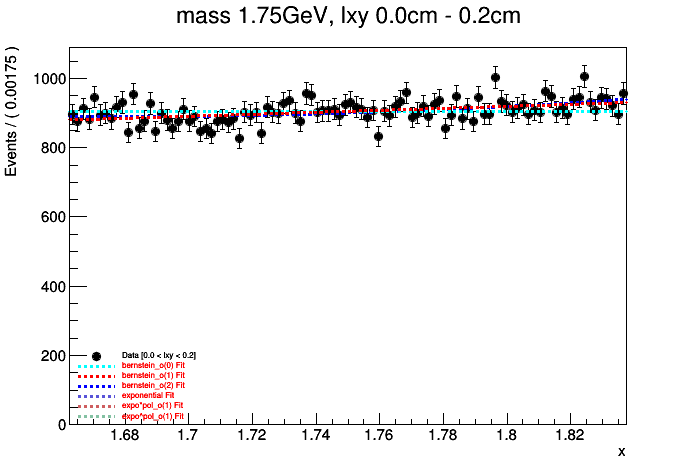 mass 1.75GeV, lxy 0.0cm - 0.2cm
Events / ( 0.00175 )
1000
800
600
400
200
0
Data [0.0 < lxy < 0.2]
bernstein_o(0) Fit
bernstein_o(1) Fit
bernstein_o(2) Fit
exponential Fit
expo*pol_o(1) Fit
expo*pol_o(1) Fit
1.68 1.7 1.72 1.74 1.76 1.78 1.8 1.82
x